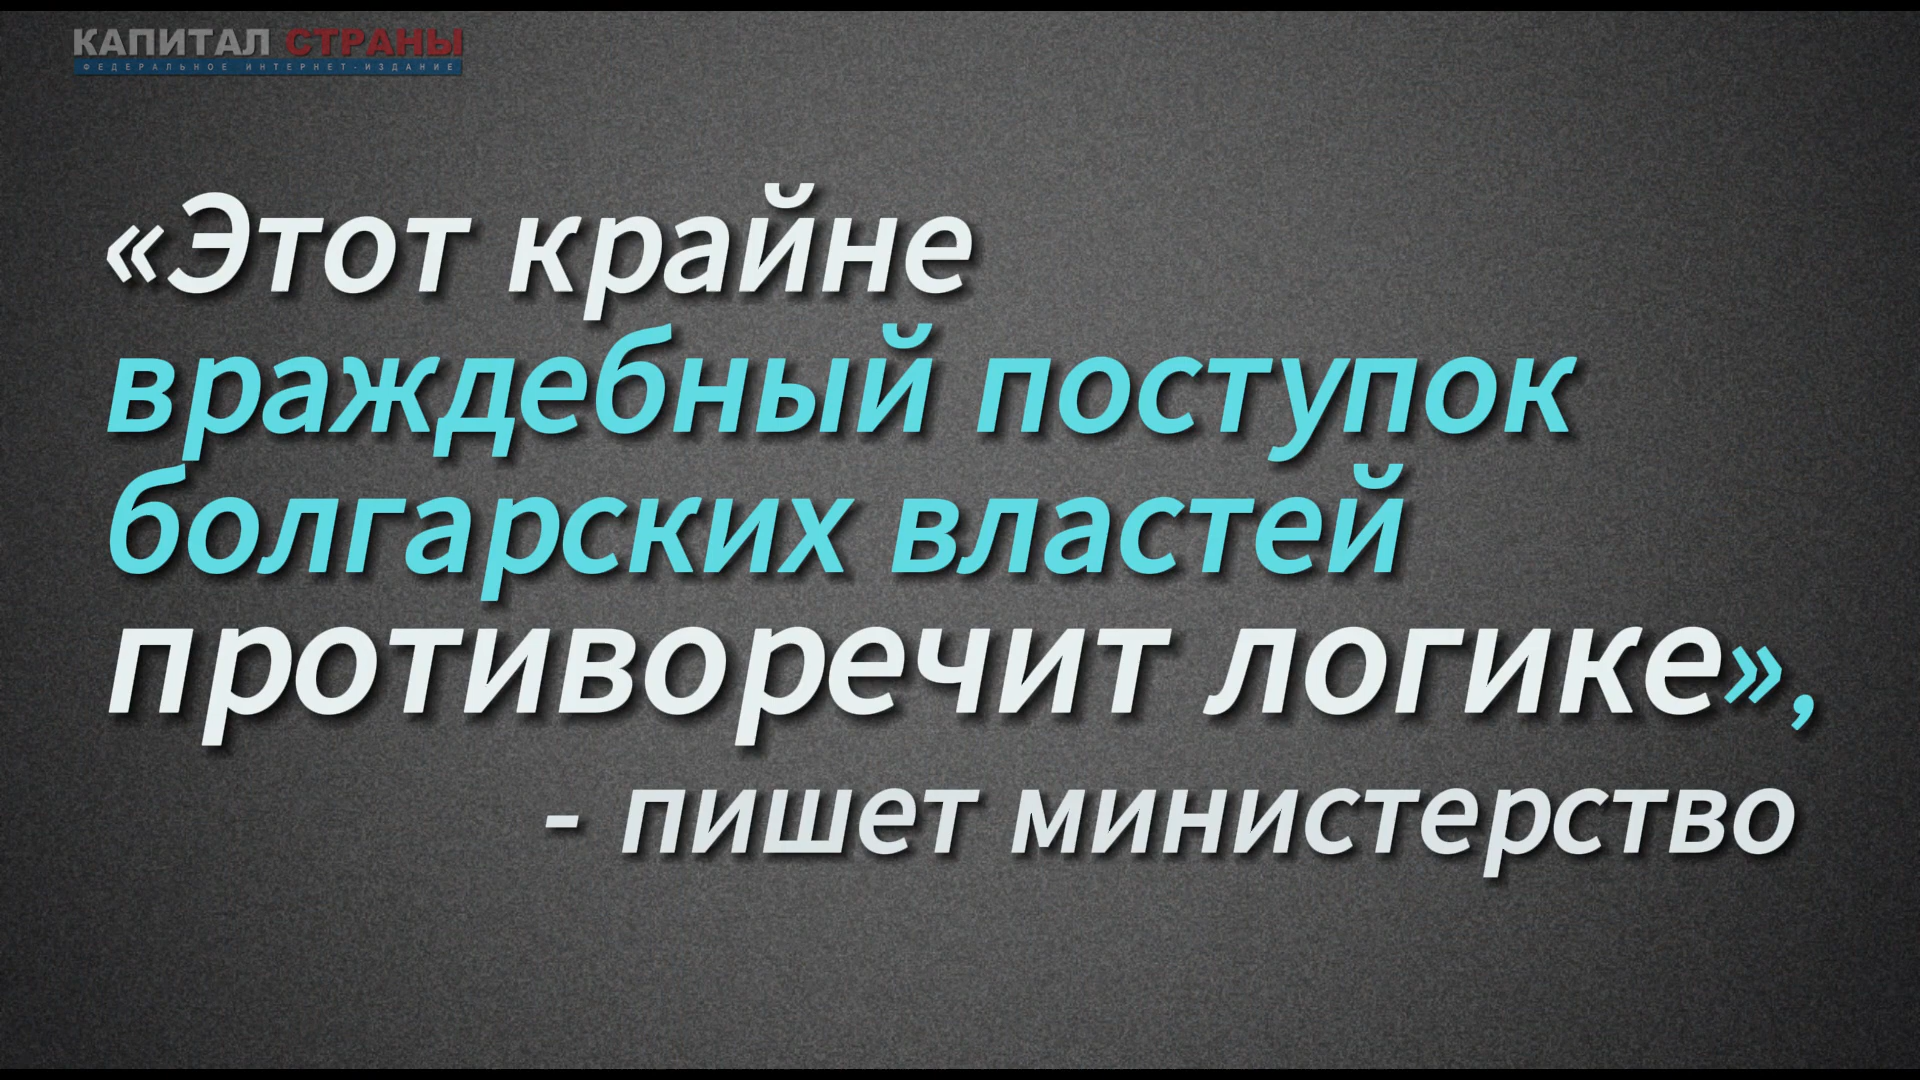 КАПИТАЛ СТРАНЫ
ФЕДЕРАЛЬНОЕ ИНТЕРНЕТ-ИЗДАНИЕ
«Этот крайне
враждебный поступок
болгарских властей
противоречит логике»,
- пишет министерство